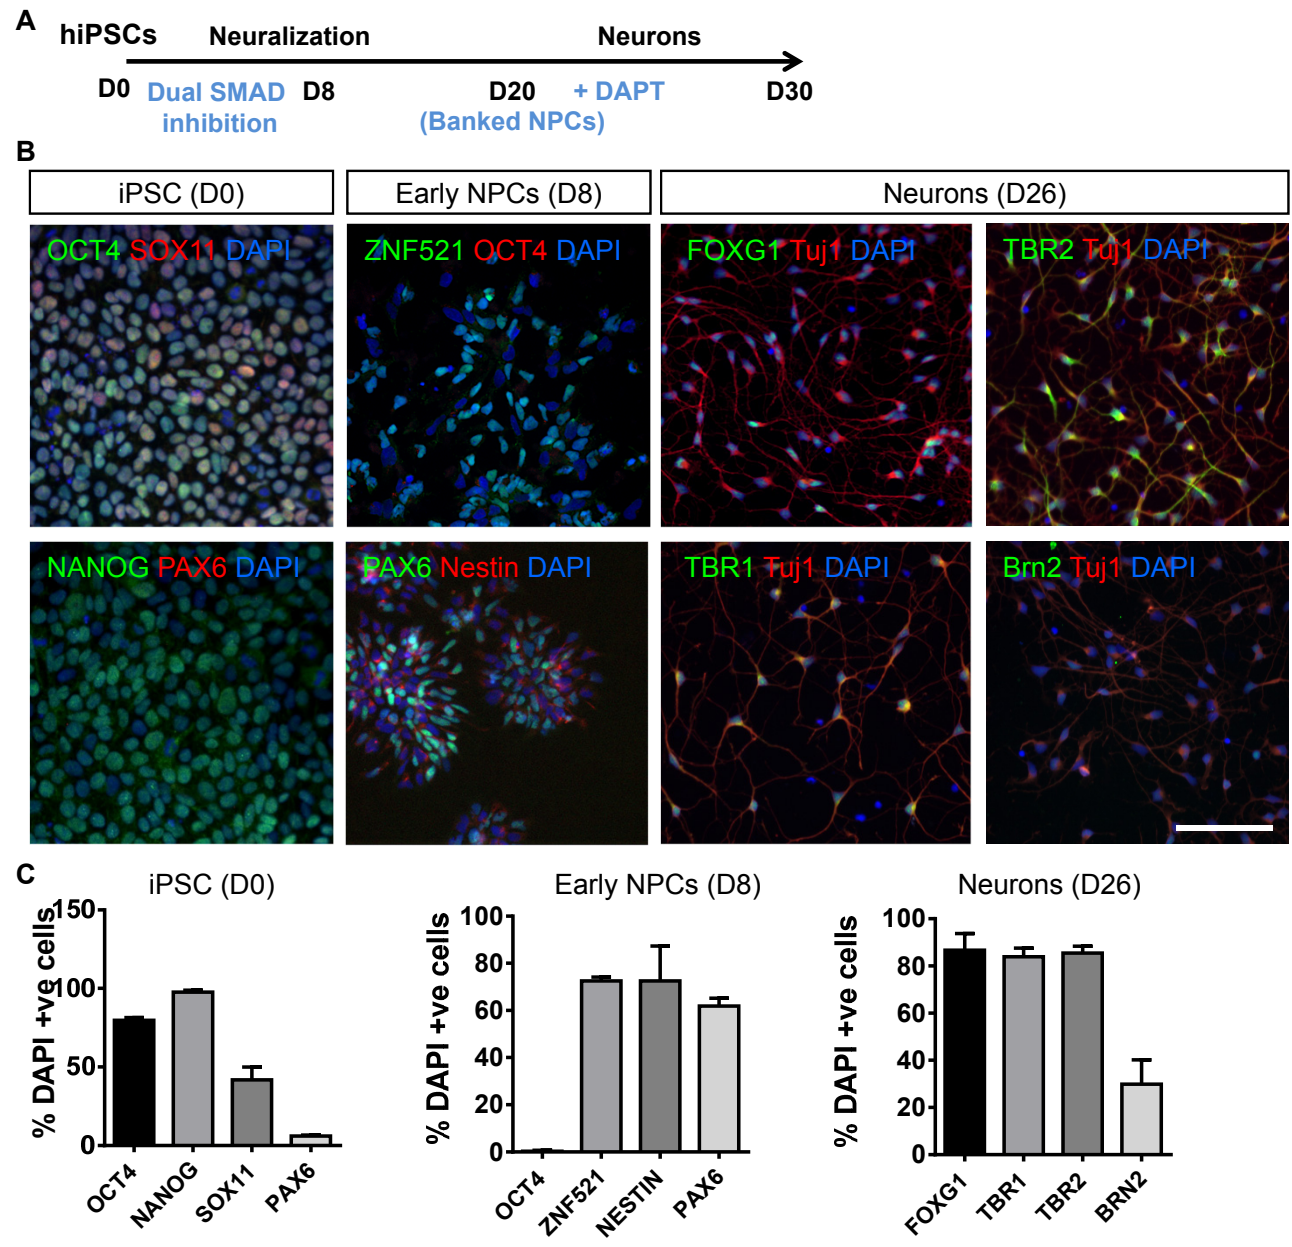 A
hiPSCs Neuralization Neurons
D0 Dual SMAD inhibition D8 D20 + DAPT D30
(Banked NPCs)
B
iPSC (D0) Early NPCs (D8) Neurons (D26)
OCT4 SOX11 DAPI ZNF521 OCT4 DAPI FOXG1 Tuj1 DAPI TBR2 Tuj1 DAPI
NANOG PAX6 DAPI PAX6 Nestin DAPI TBR1 Tuj1 DAPI Brn2 Tuj1 DAPI
C
iPSC (D0)
% DAPI +ve cells
150
100
50
0
OCT4 NANOG SOX11 PAX6
Early NPCs (D8)
% DAPI +ve cells
100
80
60
40
20
0
OCT4 ZNF521 NESTIN PAX6
Neurons (D26)
% DAPI +ve cells
100
80
60
40
20
0
FOXG1 TBR1 TBR2 BRN2